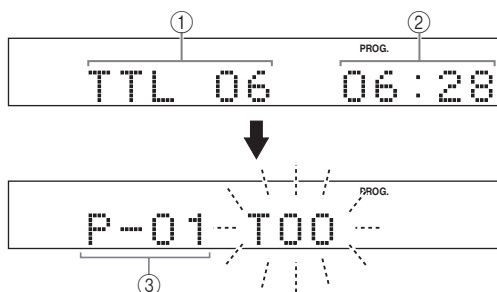 ① ②
PROG.
TTL 06 06:28
PROG.
P-01 T00
③